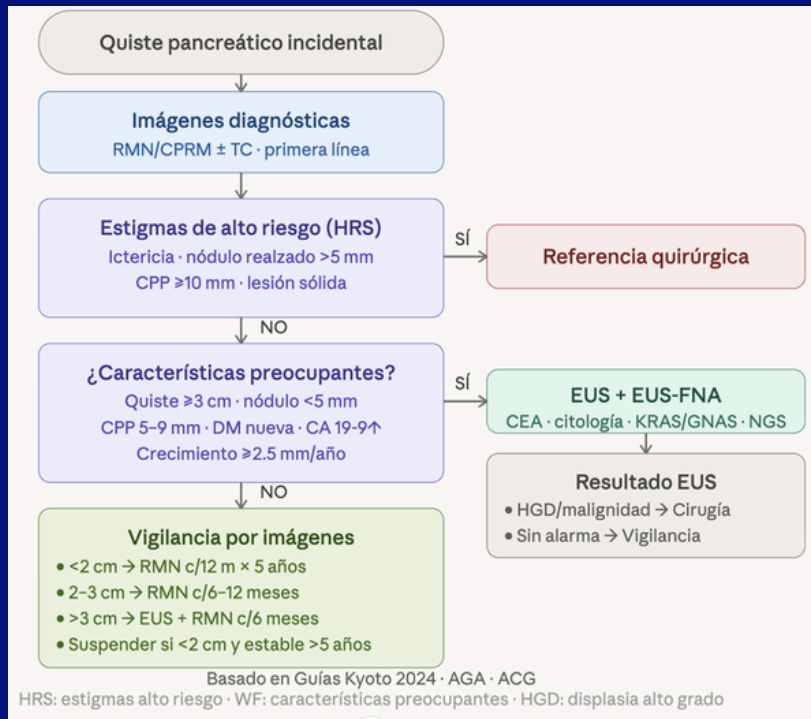 Quiste pancreático incidental
Imágenes diagnósticas
RMN/CPRM ± TC · primera línea
Estigmas de alto riesgo (HRS)
Ictericia · nódulo realzado >5 mm
CPP ≥10 mm · lesión sólida
SÍ
Referencia quirúrgica
NO
¿Características preocupantes?
Quiste ≥3 cm · nódulo <5 mm
CPP 5–9 mm · DM nueva · CA 19-9↑
Crecimiento ≥2.5 mm/año
SÍ
EUS + EUS-FNA
CEA · citología · KRAS/GNAS · NGS
Resultado EUS
• HGD/malignidad → Cirugía
• Sin alarma → Vigilancia
NO
Vigilancia por imágenes
• <2 cm → RMN c/12 m × 5 años
• 2–3 cm → RMN c/6–12 meses
• >3 cm → EUS + RMN c/6 meses
• Suspender si <2 cm y estable >5 años
Basado en Guías Kyoto 2024 · AGA · ACG
HRS: estigmas alto riesgo · WF: características preocupantes · HGD: displasia alto grado